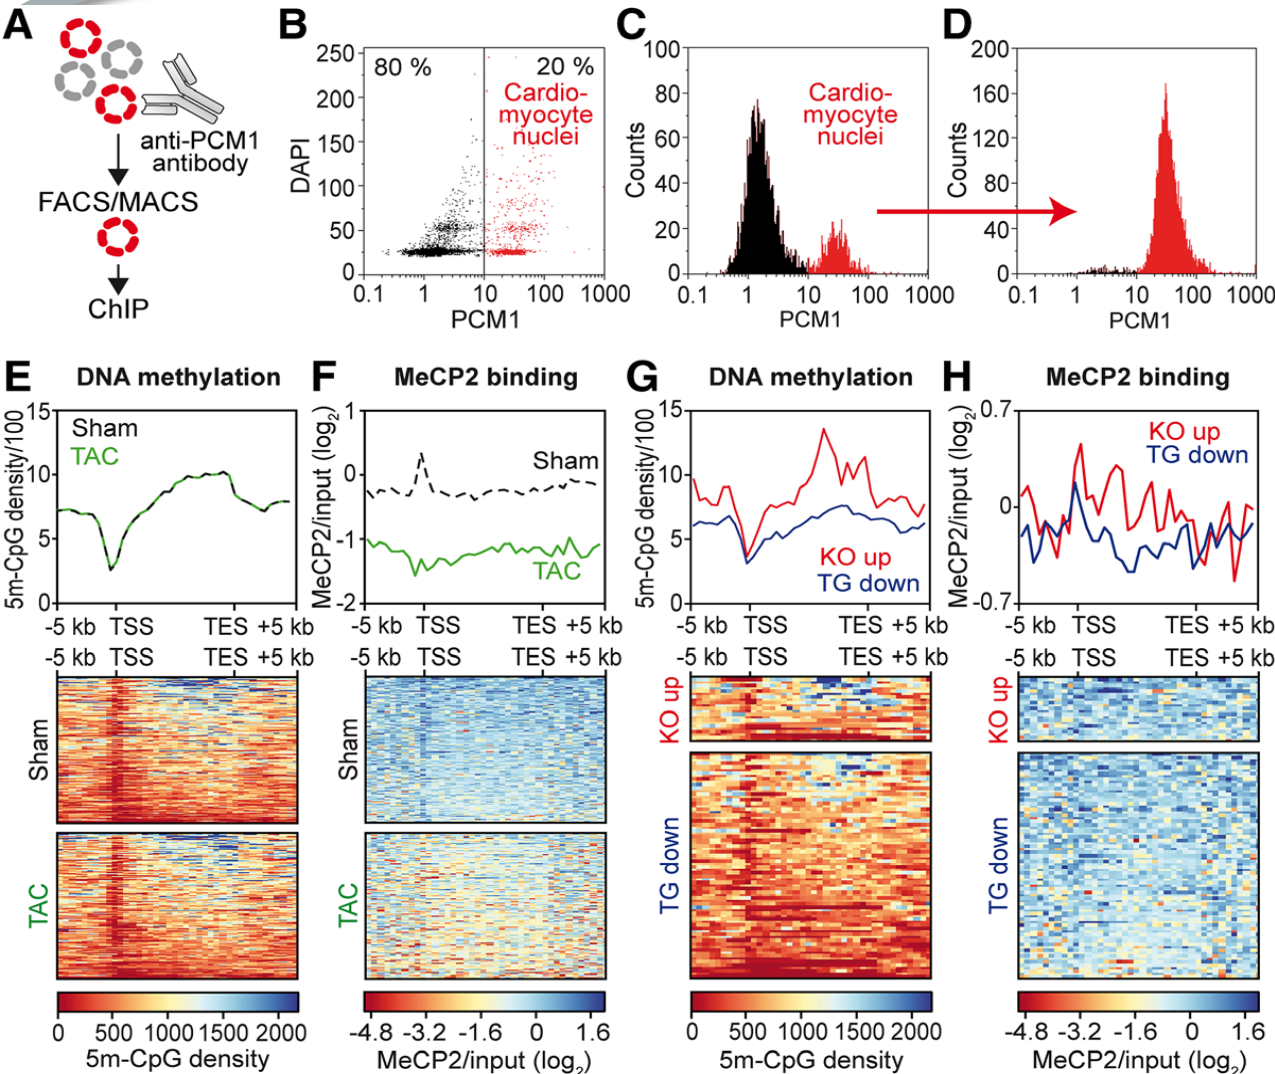 A
anti-PCM1
antibody
FACS/MACS
ChIP
B
80 %
20 %
Cardio-
myocyte
nuclei
DAPI
250
200
150
100
50
0
0.1 1 10 100 1000
PCM1
C
Cardio-
myocyte
nuclei
Counts
100
80
60
40
20
0
0.1 1 10 100 1000
PCM1
D
Counts
200
160
120
80
40
0
0.1 1 10 100 1000
PCM1
E
DNA methylation
Sham
TAC
5m-CpG density/100
15
10
5
0
-5 kb TSS TES +5 kb
-5 kb TSS TES +5 kb
Sham
TAC
0 500 1000 1500 2000
5m-CpG density
F
MeCP2 binding
Sham
TAC
MeCP2/input (log2)
1
0
-1
-2
-5 kb TSS TES +5 kb
-5 kb TSS TES +5 kb
Sham
TAC
-4.8 -3.2 -1.6 0 1.6
MeCP2/input (log2)
G
DNA methylation
KO up
TG down
5m-CpG density/100
15
10
5
0
-5 kb TSS TES +5 kb
-5 kb TSS TES +5 kb
KO up
TG down
0 500 1000 1500 2000
5m-CpG density
H
MeCP2 binding
KO up
TG down
MeCP2/input (log2)
0.7
0
-0.7
-5 kb TSS TES +5 kb
-5 kb TSS TES +5 kb
KO up
TG down
-4.8 -3.2 -1.6 0 1.6
MeCP2/input (log2)